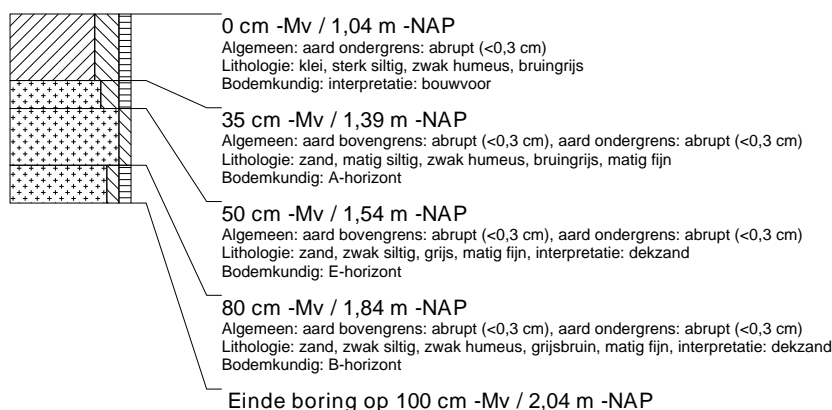 0 cm -Mv / 1,04 m -NAP
Algemeen: aard ondergrens: abrupt (<0,3 cm)
Lithologie: klei, sterk siltig, zwak humeus, bruingrijs
Bodemkundig: interpretatie: bouwvoor
35 cm -Mv / 1,39 m -NAP
Algemeen: aard bovengrens: abrupt (<0,3 cm), aard ondergrens: abrupt (<0,3 cm)
Lithologie: zand, matig siltig, zwak humeus, bruingrijs, matig fijn
Bodemkundig: A-horizont
50 cm -Mv / 1,54 m -NAP
Algemeen: aard bovengrens: abrupt (<0,3 cm), aard ondergrens: abrupt (<0,3 cm)
Lithologie: zand, zwak siltig, grijs, matig fijn, interpretatie: dekzand
Bodemkundig: E-horizont
80 cm -Mv / 1,84 m -NAP
Algemeen: aard bovengrens: abrupt (<0,3 cm), aard ondergrens: abrupt (<0,3 cm)
Lithologie: zand, zwak siltig, zwak humeus, grijsbruin, matig fijn, interpretatie: dekzand
Bodemkundig: B-horizont
Einde boring op 100 cm -Mv / 2,04 m -NAP